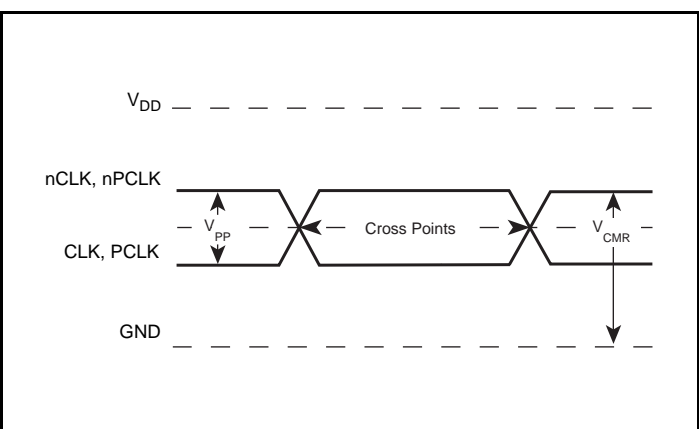 VDD
nCLK, nPCLK
VPP
Cross Points
VCMR
CLK, PCLK
GND